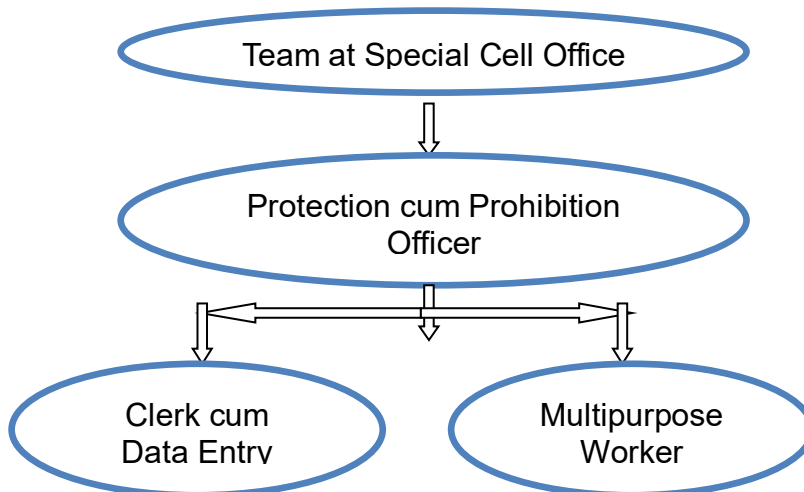 Team at Special Cell Office
Protection cum Prohibition
Officer
Clerk cum
Data Entry
Multipurpose
Worker